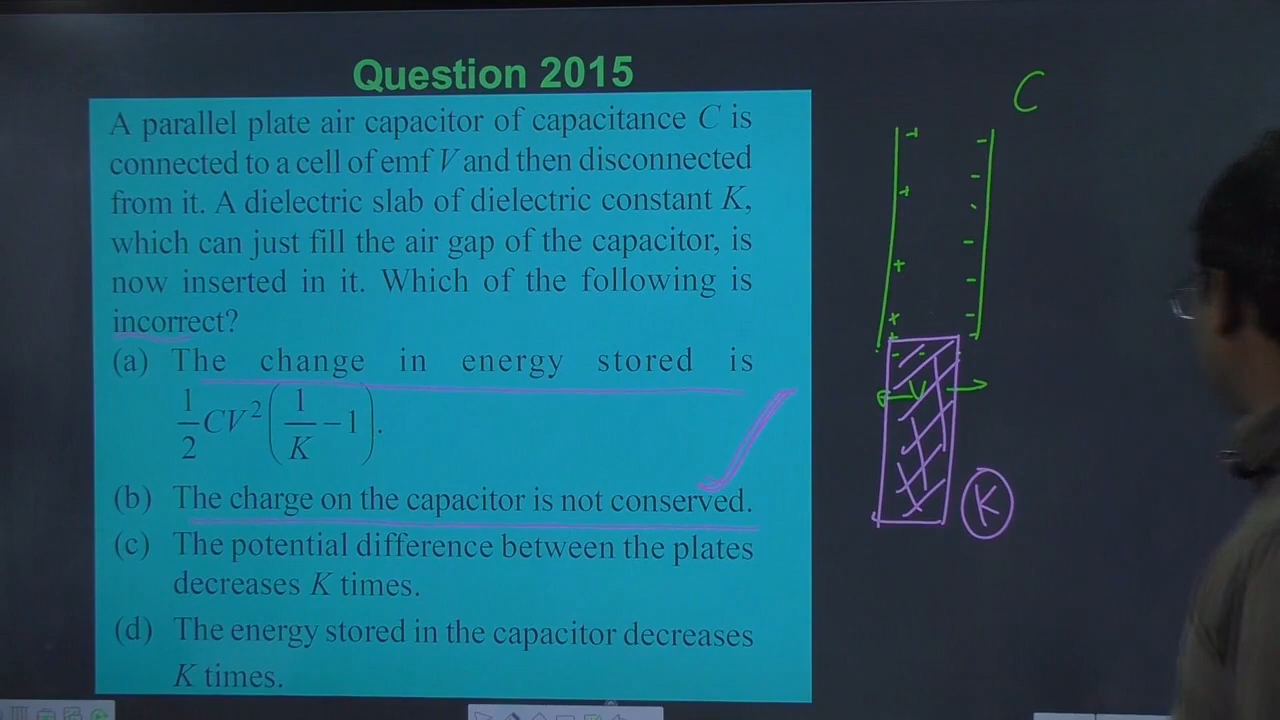 Question 2015
A parallel plate air capacitor of capacitance C is
connected to a cell of emf V and then disconnected
from it. A dielectric slab of dielectric constant K,
which can just fill the air gap of the capacitor, is
now inserted in it. Which of the following is
incorrect?
(a) The change in energy stored is
1/2 CV² (1/K − 1).
(b) The charge on the capacitor is not conserved.
(c) The potential difference between the plates
decreases K times.
(d) The energy stored in the capacitor decreases
K times.
C
V
K